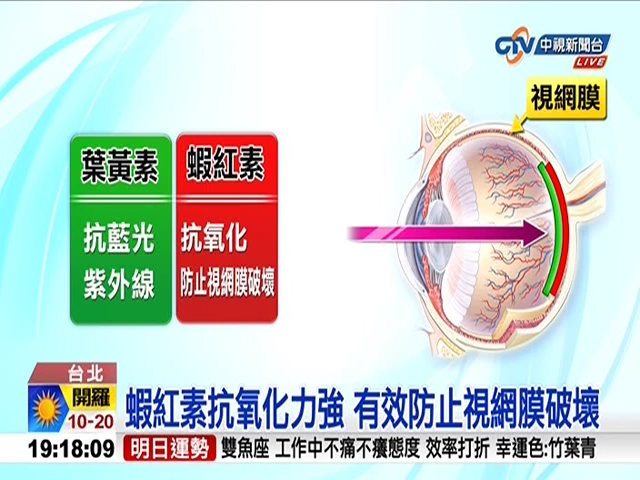 CTV 中視新聞台
LIVE
視網膜
葉黃素
抗藍光
紫外線
蝦紅素
抗氧化
防止視網膜破壞
台北
開羅
10-20
蝦紅素抗氧化力強 有效防止視網膜破壞
19:18:09
明日運勢 雙魚座 工作中不痛不癢態度 效率打折 幸運色:竹葉青